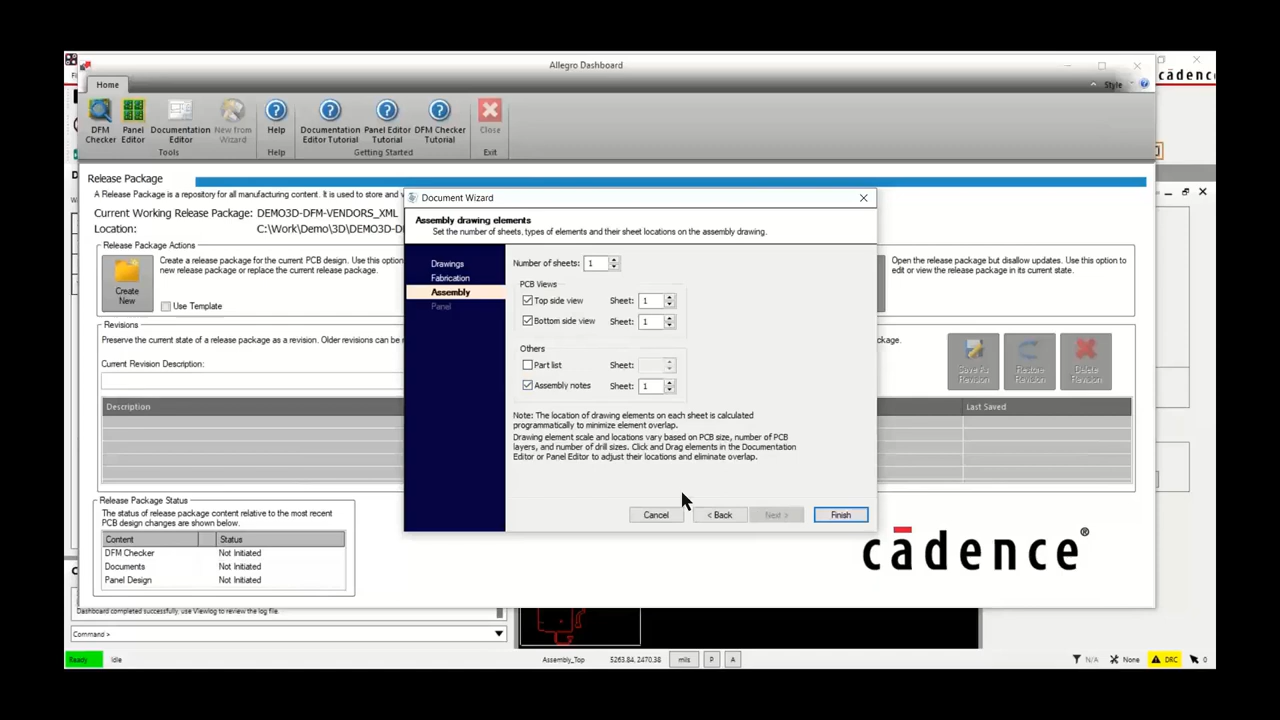 Allegro Dashboard
cadence
Home
Style
DFM Checker
Panel Editor
Documentation Editor
New from Wizard
Help
Documentation Editor Tutorial
Panel Editor Tutorial
DFM Checker Tutorial
Close
Tools
Help
Getting Started
Exit
Release Package
A Release Package is a repository for all manufacturing content. It is used to store and
Current Working Release Package: DEMO3D-DFM-VENDORS_XML
Location: C:\Work\Demo\3D\DEMO3D-DF
Release Package Actions
Create New
Create a release package for the current PCB design. Use this option
new release package or replace the current release package.
Use Template
Open the release package but disallow updates. Use this option to
edit or view the release package in its current state.
Revisions
Preserve the current state of a release package as a revision. Older revisions can be
Current Revision Description:
Save As Revision
Restore Revision
Delete Revision
Description
Last Saved
Document Wizard
Assembly drawing elements
Set the number of sheets, types of elements and their sheet locations on the assembly drawing.
Drawings
Fabrication
Assembly
Panel
Number of sheets: 1
PCB Views
Top side view Sheet: 1
Bottom side view Sheet: 1
Others
Part list Sheet:
Assembly notes Sheet: 1
Note: The location of drawing elements on each sheet is calculated
programmatically to minimize element overlap.
Drawing element scale and locations vary based on PCB size, number of PCB
layers, and number of drill sizes. Click and Drag elements in the Documentation
Editor or Panel Editor to adjust their locations and eliminate overlap.
Cancel
< Back
Next >
Finish
Release Package Status
The status of release package content relative to the most recent
PCB design changes are shown below.
Content Status
DFM Checker Not Initiated
Documents Not Initiated
Panel Design Not Initiated
cadence®
Dashboard completed successfully, use Viewlog to review the log file.
Command >
Ready Idle
Assembly_Top 5263.84, 2470.38 mils P A
N/A None DRC 0